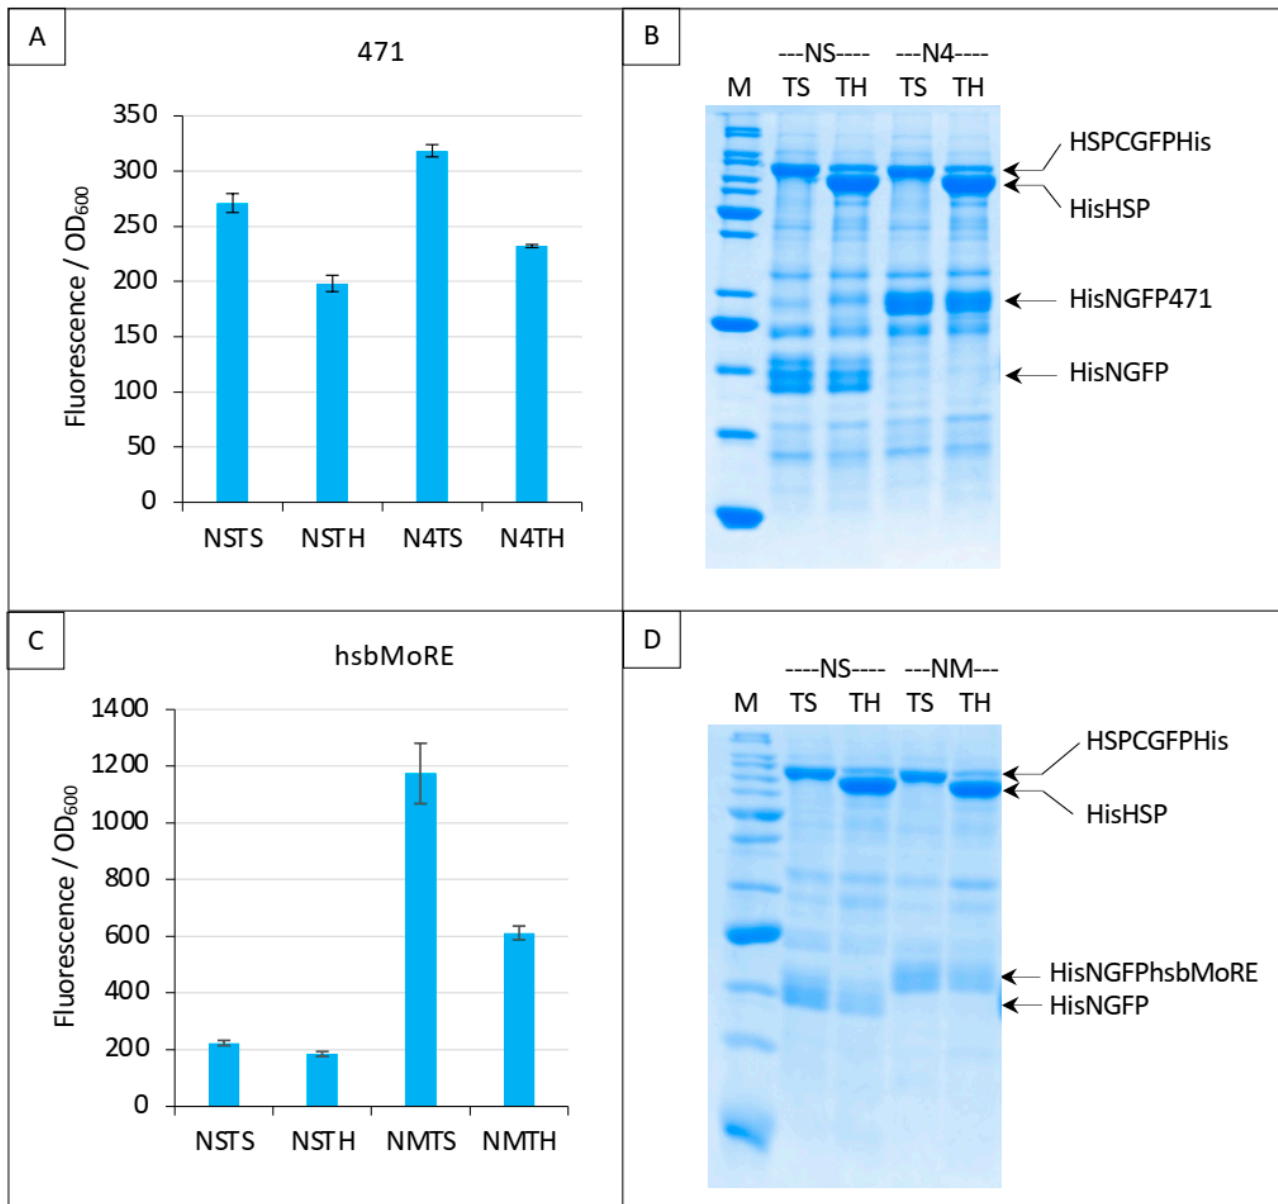 A
471
350
300
250
200
150
100
50
0
Fluorescence / OD600
NSTS NSTH N4TS N4TH
B
---NS---- ---N4----
M TS TH TS TH
HSPCGFPHis
HisHSP
HisNGFP471
HisNGFP
C
hsbMoRE
1400
1200
1000
800
600
400
200
0
Fluorescence / OD600
NSTS NSTH NMTS NMTH
D
----NS---- ---NM---
M TS TH TS TH
HSPCGFPHis
HisHSP
HisNGFPhsbMoRE
HisNGFP